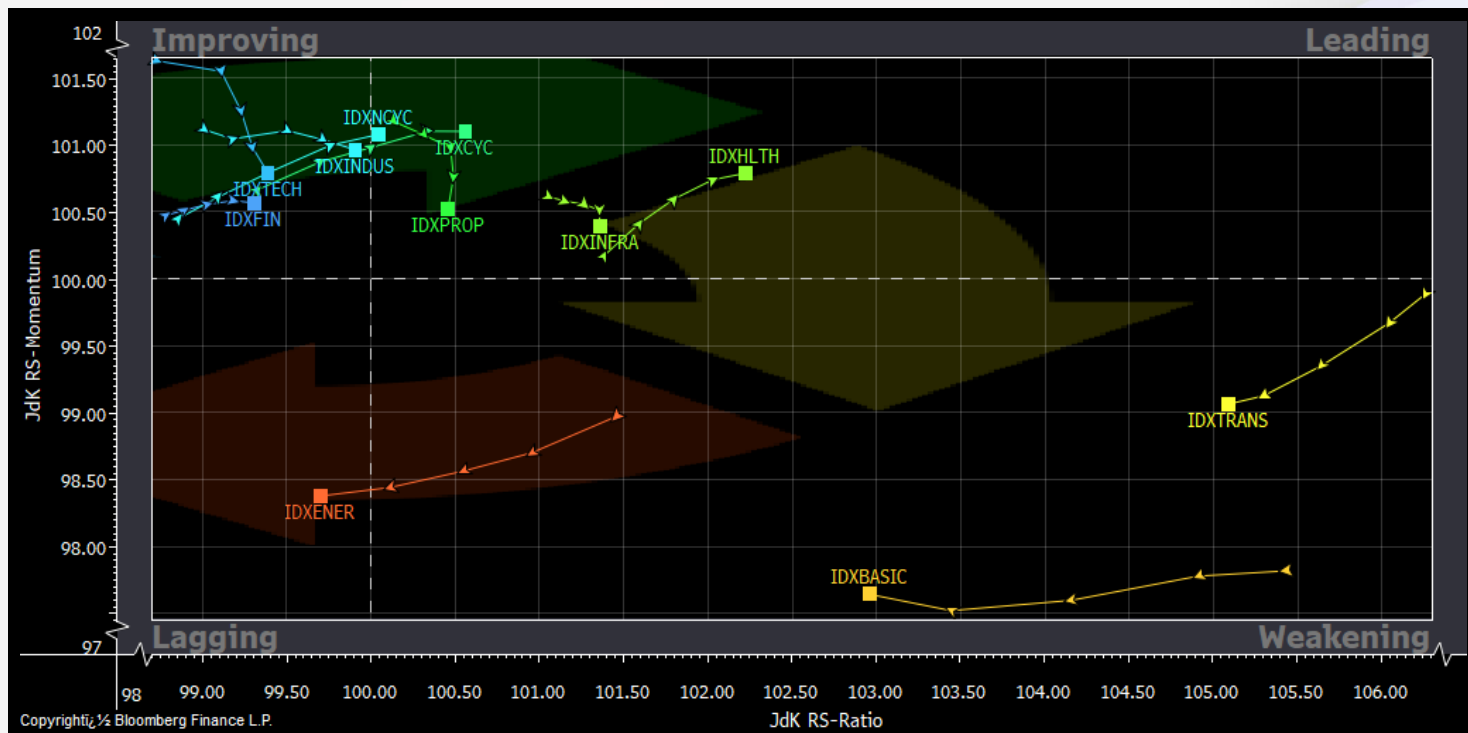 102
Improving
Leading
101.50
IDXNCYC
101.00
IDXCYC
IDXINDUS
IDXHLTH
IDXTECH
100.50
IDXFIN
IDXPROP
IDXINFRA
100.00
99.50
JdK RS-Momentum
99.00
IDXTRANS
98.50
IDXENER
98.00
IDXBASIC
97
Lagging
Weakening
98
99.00 99.50 100.00 100.50 101.00 101.50 102.00 102.50 103.00 103.50 104.00 104.50 105.00 105.50 106.00
Copyrightï¿½ Bloomberg Finance L.P.
JdK RS-Ratio